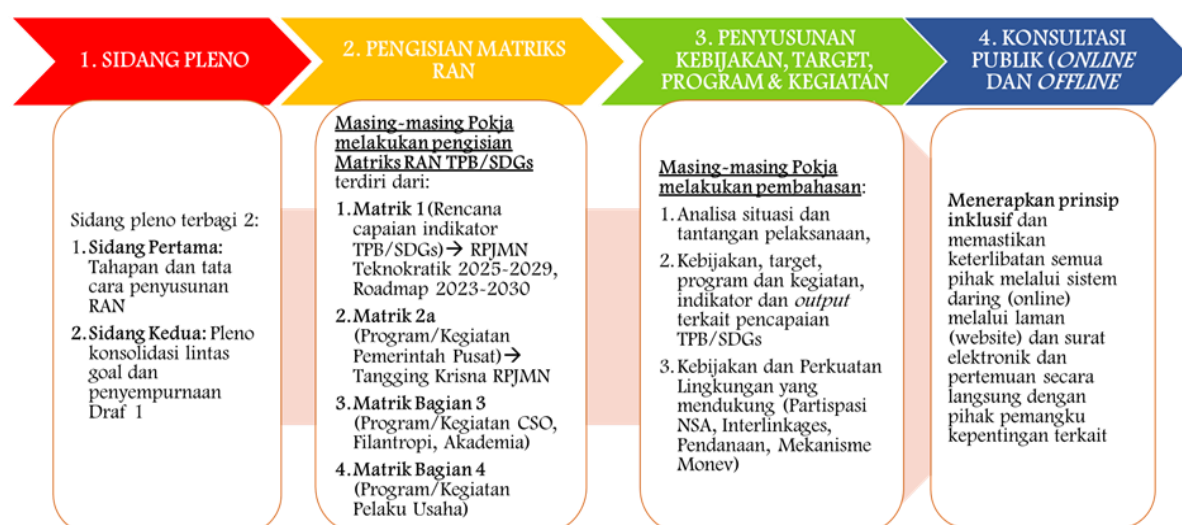 1. SIDANG PLENO
2. PENGISIAN MATRIKS
RAN
3. PENYUSUNAN
KEBIJAKAN, TARGET,
PROGRAM & KEGIATAN
4. KONSULTASI
PUBLIK (ONLINE
DAN OFFLINE
Sidang pleno terbagi 2:
1. Sidang Pertama:
Tahapan dan tata
cara penyusunan
RAN
2. Sidang Kedua: Pleno
konsolidasi lintas
goal dan
penyempurnaan
Draf 1
Masing-masing Pokja
melakukan pengisian
Matriks RAN TPB/SDGs
terdiri dari:
1. Matrik 1 (Rencana
capaian indikator
TPB/SDGs)→ RPJMN
Teknokratik 2025-2029,
Roadmap 2023-2030
2. Matrik 2a
(Program/Kegiatan
Pemerintah Pusat)→
Tangging Krisna RPJMN
3. Matrik Bagian 3
(Program/Kegiatan CSO,
Filantropi, Akademia)
4. Matrik Bagian 4
(Program/Kegiatan
Pelaku Usaha)
Masing-masing Pokja
melakukan pembahasan:
1. Analisa situasi dan
tantangan pelaksanaan,
2. Kebijakan, target,
program dan kegiatan,
indikator dan output
terkait pencapaian
TPB/SDGs
3. Kebijakan dan Perkuatan
Lingkungan yang
mendukung (Partispasi
NSA, Interlinkages,
Pendanaan, Mekanisme
Monev)
Menerapkan prinsip
inklusif dan
memastikan
keterlibatan semua
pihak melalui sistem
daring (online)
melalui laman
(website) dan surat
elektronik dan
pertemuan secara
langsung dengan
pihak pemangku
kepentingan terkait